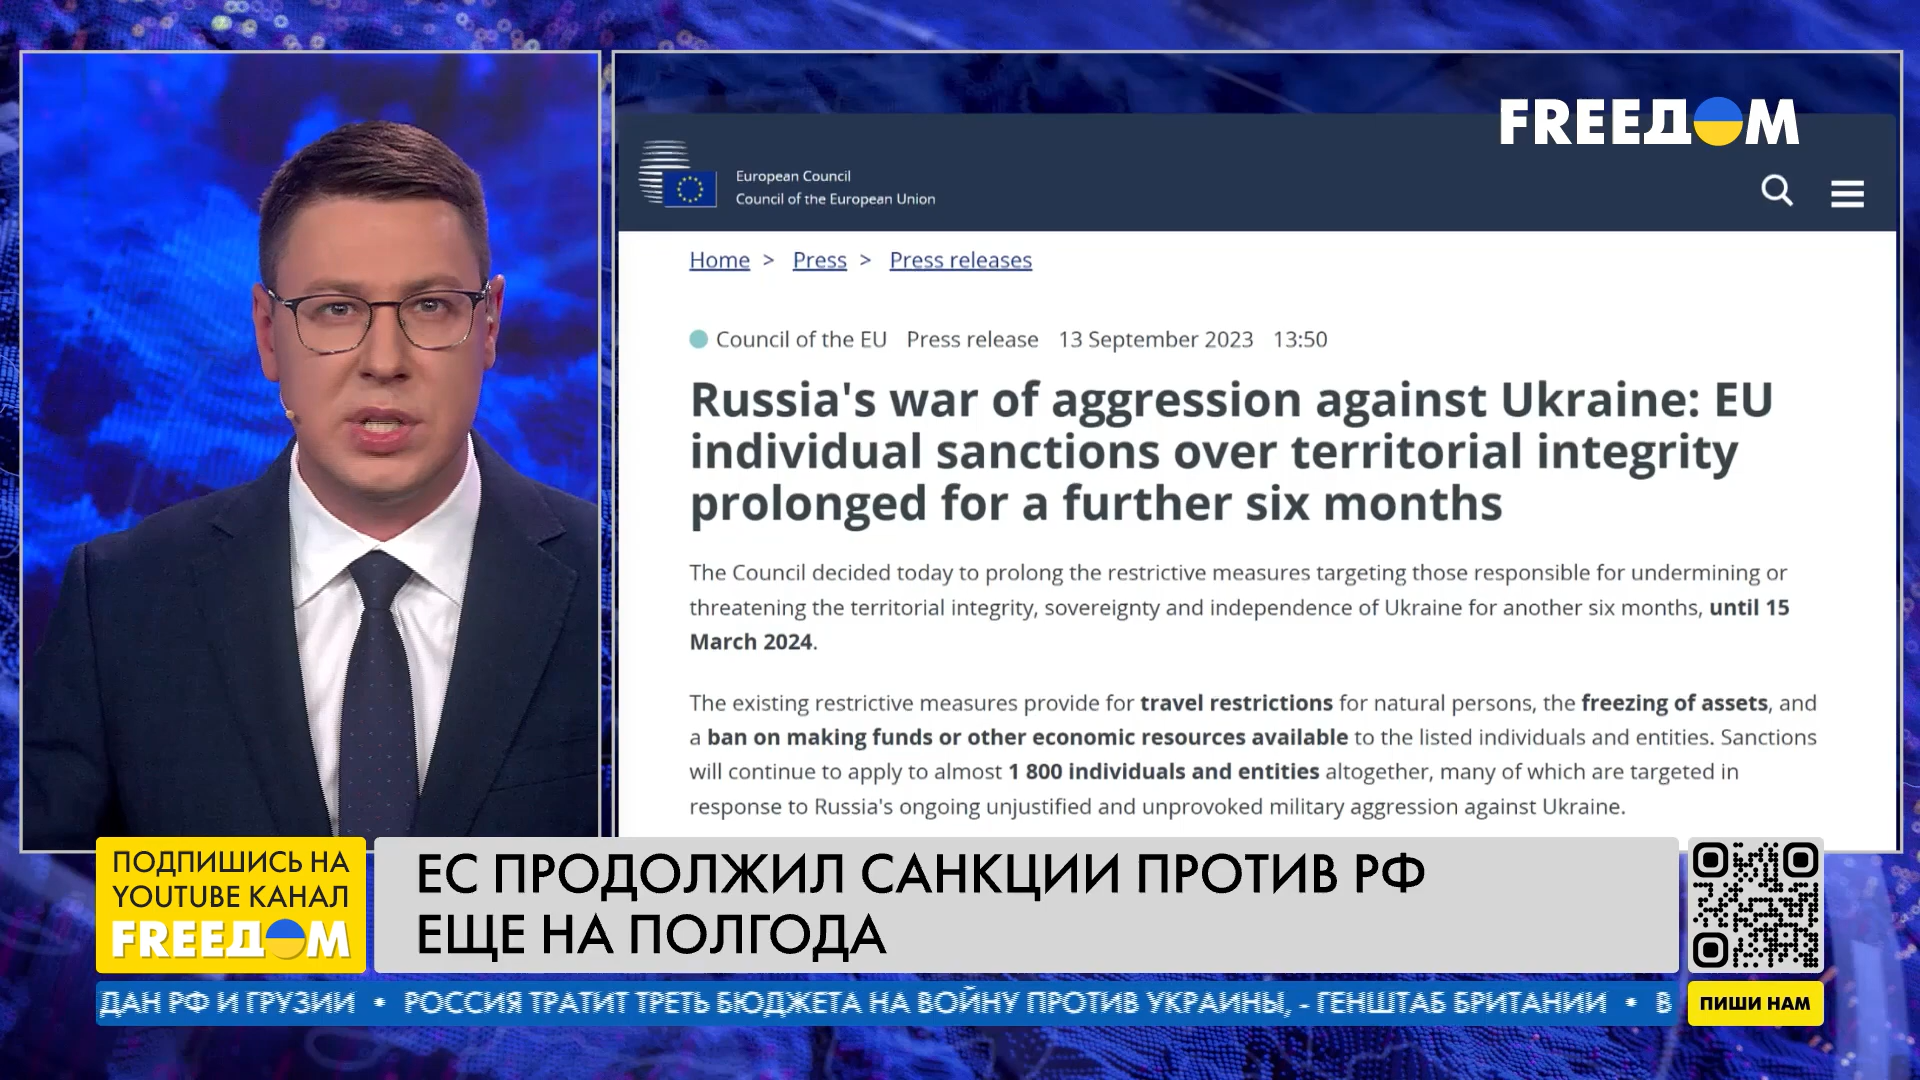 FREEДOM
European Council
Council of the European Union
Home > Press > Press releases
Council of the EU Press release 13 September 2023 13:50
Russia's war of aggression against Ukraine: EU
individual sanctions over territorial integrity
prolonged for a further six months
The Council decided today to prolong the restrictive measures targeting those responsible for undermining or
threatening the territorial integrity, sovereignty and independence of Ukraine for another six months, until 15
March 2024.
The existing restrictive measures provide for travel restrictions for natural persons, the freezing of assets, and
a ban on making funds or other economic resources available to the listed individuals and entities. Sanctions
will continue to apply to almost 1 800 individuals and entities altogether, many of which are targeted in
response to Russia's ongoing unjustified and unprovoked military aggression against Ukraine.
ПОДПИШИСЬ НА
YOUTUBE КАНАЛ
FREEДOM
ЕС ПРОДОЛЖИЛ САНКЦИИ ПРОТИВ РФ
ЕЩЕ НА ПОЛГОДА
ДАН РФ И ГРУЗИИ • РОССИЯ ТРАТИТ ТРЕТЬ БЮДЖЕТА НА ВОЙНУ ПРОТИВ УКРАИНЫ, - ГЕНШТАБ БРИТАНИИ • В
ПИШИ НАМ